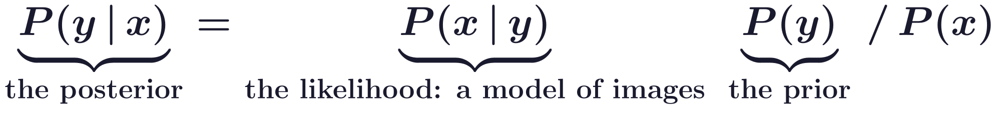 P(y | x) = P(x | y) P(y) / P(x)
the posterior the likelihood: a model of images the prior